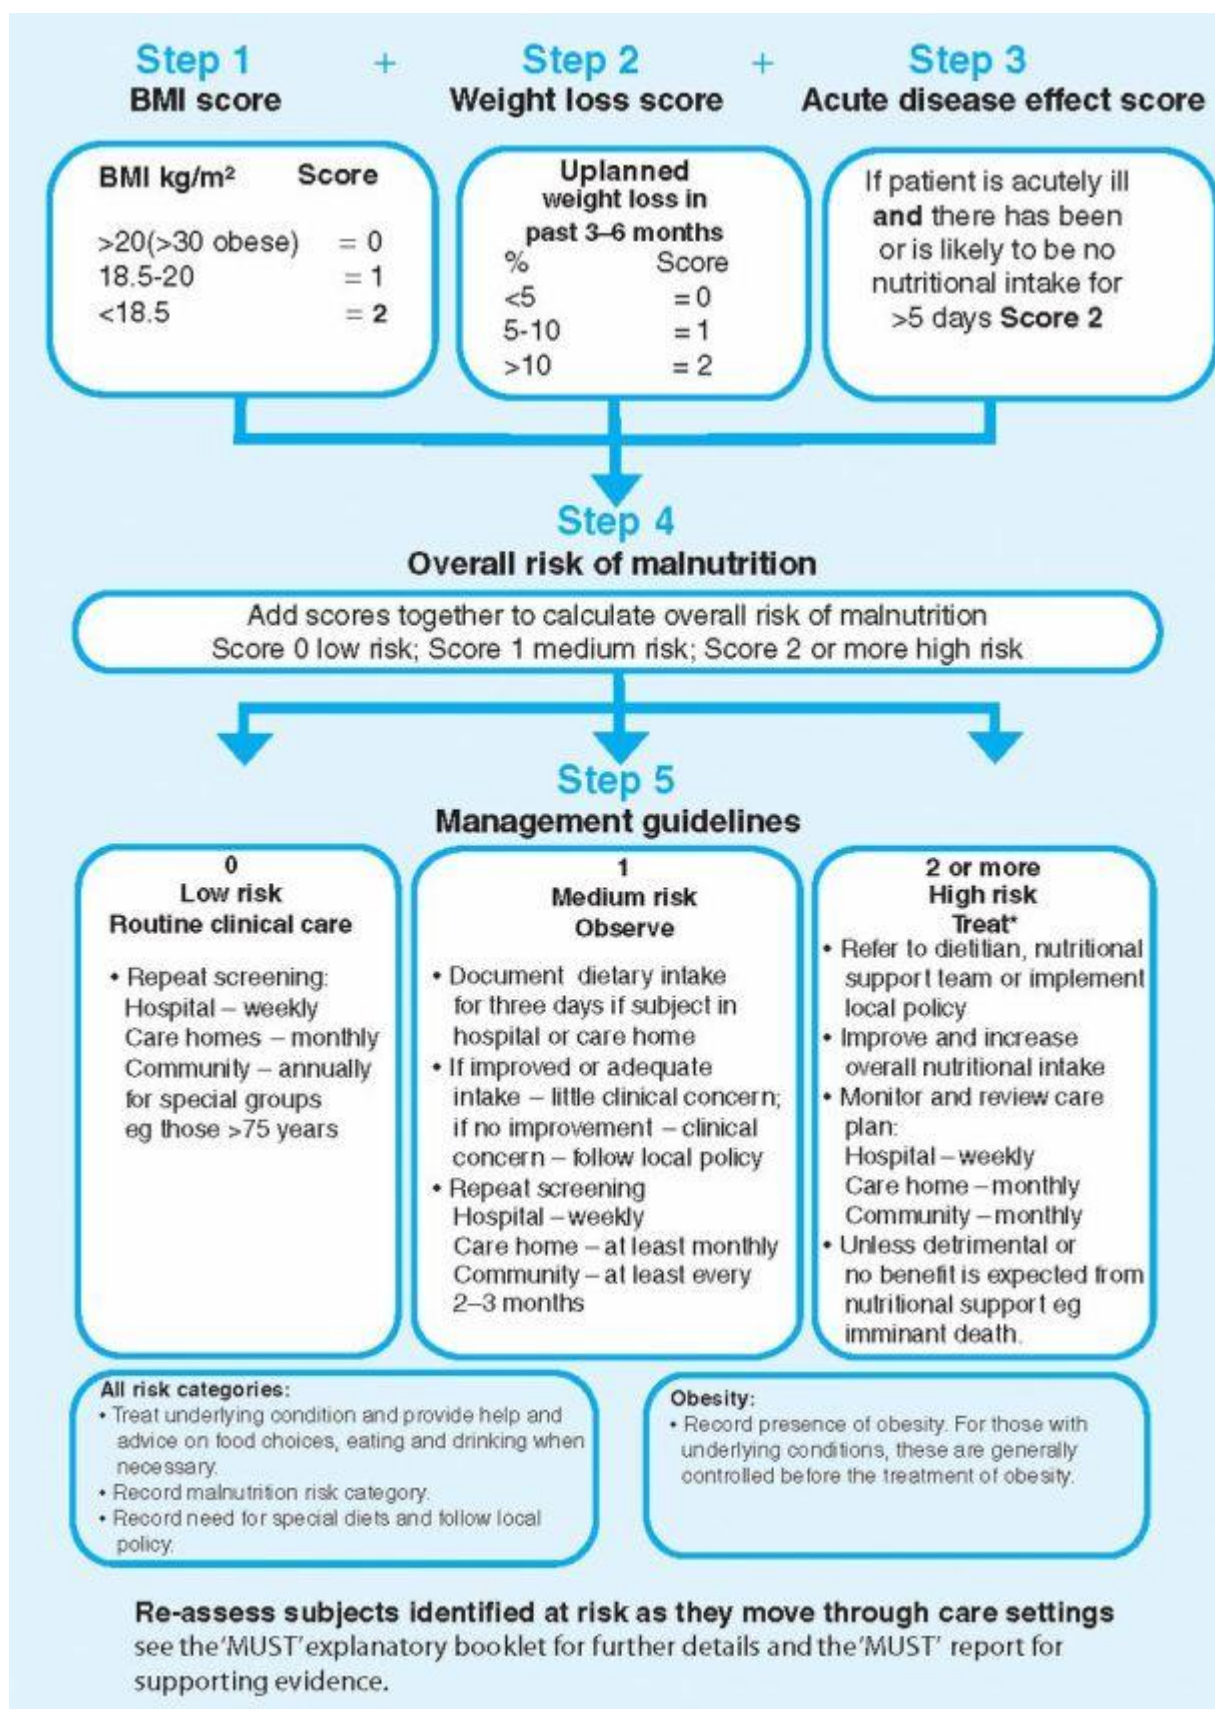 Step 1 + Step 2 + Step 3
BMI score Weight loss score Acute disease effect score
BMI kg/m² Score
>20(>30 obese) = 0
18.5-20 = 1
<18.5 = 2
Uplanned
weight loss in
past 3–6 months
% Score
<5 = 0
5-10 = 1
>10 = 2
If patient is acutely ill
and there has been
or is likely to be no
nutritional intake for
>5 days Score 2
Step 4
Overall risk of malnutrition
Add scores together to calculate overall risk of malnutrition
Score 0 low risk; Score 1 medium risk; Score 2 or more high risk
Step 5
Management guidelines
0
Low risk
Routine clinical care
• Repeat screening:
Hospital – weekly
Care homes – monthly
Community – annually
for special groups
eg those >75 years
1
Medium risk
Observe
• Document dietary intake
for three days if subject in
hospital or care home
• If improved or adequate
intake – little clinical concern;
if no improvement – clinical
concern – follow local policy
• Repeat screening
Hospital – weekly
Care home – at least monthly
Community – at least every
2–3 months
2 or more
High risk
Treat*
• Refer to dietitian, nutritional
support team or implement
local policy
• Improve and increase
overall nutritional intake
• Monitor and review care
plan:
Hospital – weekly
Care home – monthly
Community – monthly
• Unless detrimental or
no benefit is expected from
nutritional support eg
imminant death.
All risk categories:
• Treat underlying condition and provide help and
advice on food choices, eating and drinking when
necessary.
• Record malnutrition risk category.
• Record need for special diets and follow local
policy.
Obesity:
• Record presence of obesity. For those with
underlying conditions, these are generally
controlled before the treatment of obesity.
Re-assess subjects identified at risk as they move through care settings
see the 'MUST' explanatory booklet for further details and the 'MUST' report for
supporting evidence.